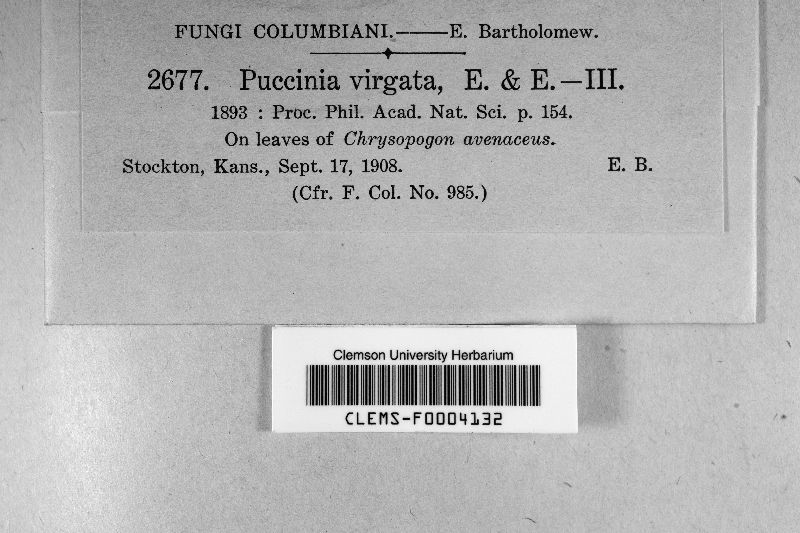 FUNGI COLUMBIANI.——E. Bartholomew.
2677. Puccinia virgata, E. & E.—III.
1893 : Proc. Phil. Acad. Nat. Sci. p. 154.
On leaves of Chrysopogon avenaceus.
Stockton, Kans., Sept. 17, 1908. E. B.
(Cfr. F. Col. No. 985.)
Clemson University Herbarium
CLEMS-F0004132